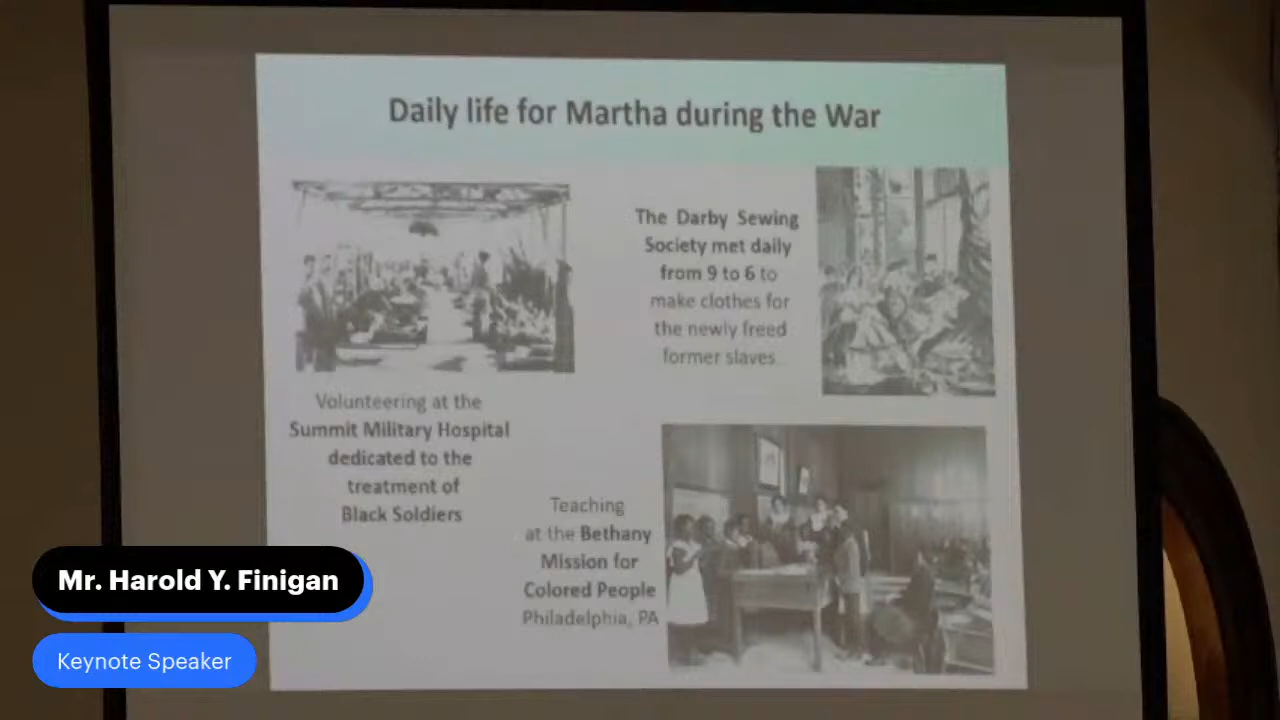 Daily life for Martha during the War
The Darby Sewing
Society met daily
from 9 to 6 to
make clothes for
the newly freed
former slaves
Volunteering at the
Summit Military Hospital
dedicated to the
treatment of
Black Soldiers
Teaching
at the Bethany
Mission for
Colored People
Philadelphia, PA
Mr. Harold Y. Finigan
Keynote Speaker